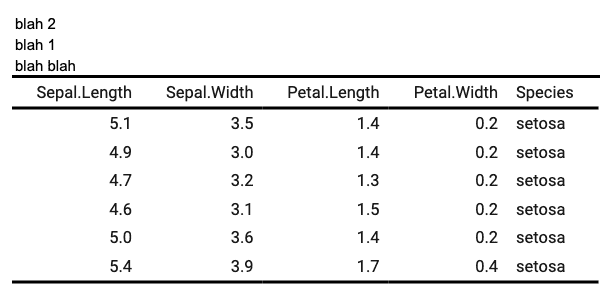 blah 2
blah 1
blah blah
Sepal.Length Sepal.Width Petal.Length Petal.Width Species
5.1 3.5 1.4 0.2 setosa
4.9 3.0 1.4 0.2 setosa
4.7 3.2 1.3 0.2 setosa
4.6 3.1 1.5 0.2 setosa
5.0 3.6 1.4 0.2 setosa
5.4 3.9 1.7 0.4 setosa